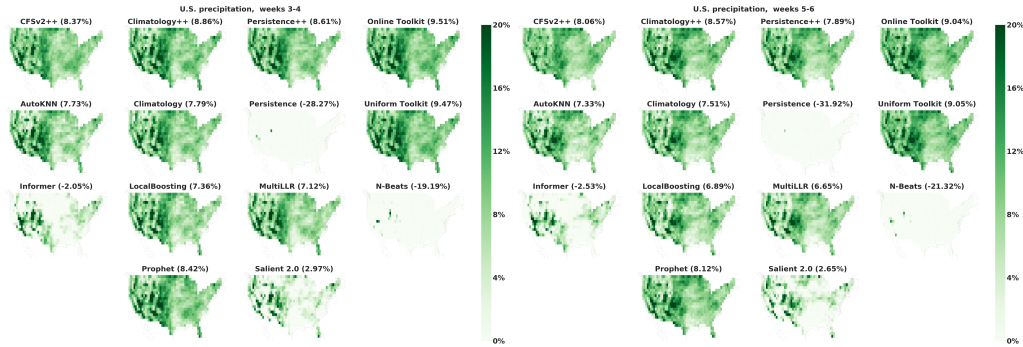 U.S. precipitation, weeks 3-4
CFSv2++ (8.37%) Climatology++ (8.86%) Persistence++ (8.61%) Online Toolkit (9.51%)
AutoKNN (7.73%) Climatology (7.79%) Persistence (-28.27%) Uniform Toolkit (9.47%)
Informer (-2.05%) LocalBoosting (7.36%) MultiLLR (7.12%) N-Beats (-19.19%)
Prophet (8.42%) Salient 2.0 (2.97%)
20%
16%
12%
8%
4%
0%
U.S. precipitation, weeks 5-6
CFSv2++ (8.06%) Climatology++ (8.57%) Persistence++ (7.89%) Online Toolkit (9.04%)
AutoKNN (7.33%) Climatology (7.51%) Persistence (-31.92%) Uniform Toolkit (9.05%)
Informer (-2.53%) LocalBoosting (6.89%) MultiLLR (6.65%) N-Beats (-21.32%)
Prophet (8.12%) Salient 2.0 (2.65%)
20%
16%
12%
8%
4%
0%